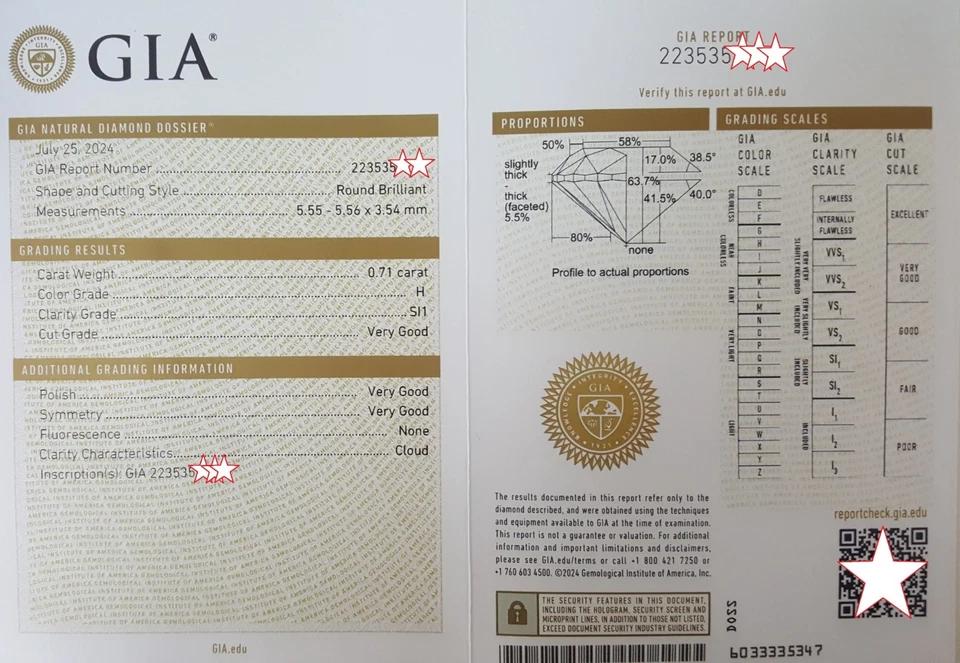 GIA®
GIA NATURAL DIAMOND DOSSIER®
July 25, 2024
GIA Report Number 223535
Shape and Cutting Style Round Brilliant
Measurements 5.55 - 5.56 x 3.54 mm
GRADING RESULTS
Carat Weight 0.71 carat
Color Grade H
Clarity Grade SI1
Cut Grade Very Good
ADDITIONAL GRADING INFORMATION
Polish Very Good
Symmetry Very Good
Fluorescence None
Clarity Characteristics Cloud
Inscription(s): GIA 223535
GIA.edu
GIA REPORT
223535
Verify this report at GIA.edu
PROPORTIONS
50%
58%
17.0%
38.5°
slightly
thick
-
thick
(faceted)
5.5%
63.7%
41.5%
40.0°
80%
none
Profile to actual proportions
The results documented in this report refer only to the
diamond described, and were obtained using the techniques
and equipment available to GIA at the time of examination.
This report is not a guarantee or valuation. For additional
information and important limitations and disclaimers,
please see GIA.edu/terms or call +1 800 421 7250 or
+1 760 603 4500. ©2024 Gemological Institute of America, Inc.
THE SECURITY FEATURES IN THIS DOCUMENT,
INCLUDING THE HOLOGRAM, SECURITY SCREEN AND
MICROPRINT LINES, IN ADDITION TO THOSE NOT LISTED,
EXCEED DOCUMENT SECURITY INDUSTRY GUIDELINES.
GRADING SCALES
GIA
COLOR
SCALE
COLORLESS
D
E
F
NEAR
COLORLESS
G
H
I
J
FAINT
K
L
M
VERY LIGHT
N
O
P
Q
R
LIGHT
S
T
U
V
W
X
Y
Z
GIA
CLARITY
SCALE
FLAWLESS
INTERNALLY
FLAWLESS
VERY VERY
SLIGHTLY INCLUDED
VVS₁
VVS₂
VERY SLIGHTLY
INCLUDED
VS₁
VS₂
SLIGHTLY
INCLUDED
SI₁
SI₂
INCLUDED
I₁
I₂
I₃
GIA
CUT
SCALE
EXCELLENT
VERY
GOOD
GOOD
FAIR
POOR
reportcheck.gia.edu
6033335347